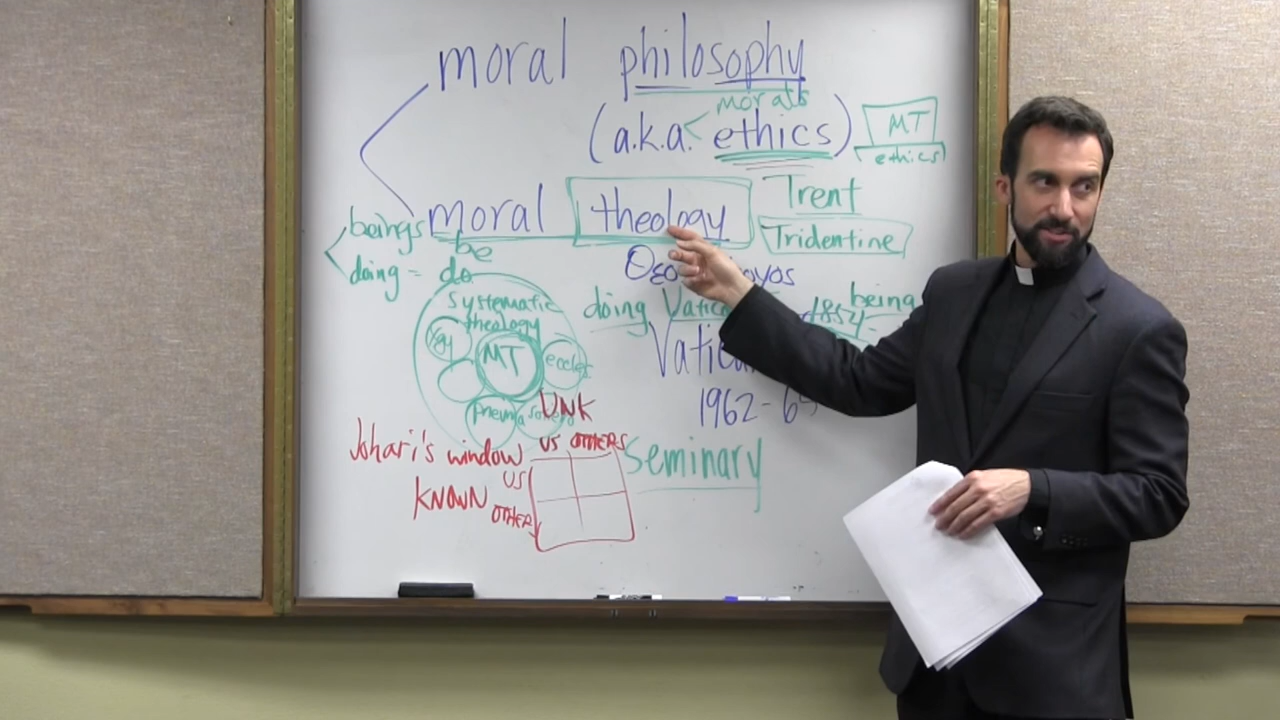 moral philosophy
morals
(a.k.a. < ethics)
MT
(ethics)
moral theology
Trent
Tridentine
beings
be
doing = do
doing
being
systematic
theology
MT
eccles
pneuma
1962-65
UNK
Johari's window
US OTHERS
US
KNOWN
OTHER
Seminary